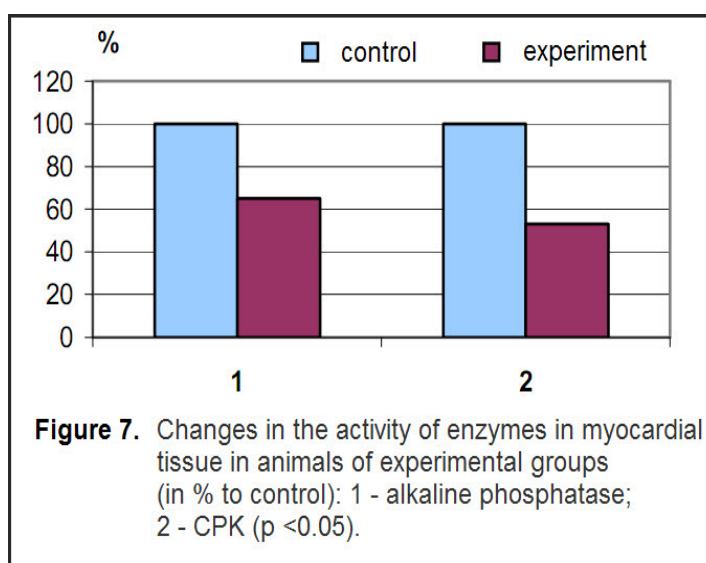 %
control
experiment
120
100
80
60
40
20
0
1
2
Figure 7. Changes in the activity of enzymes in myocardial
tissue in animals of experimental groups
(in % to control): 1 - alkaline phosphatase;
2 - CPK (p <0.05).